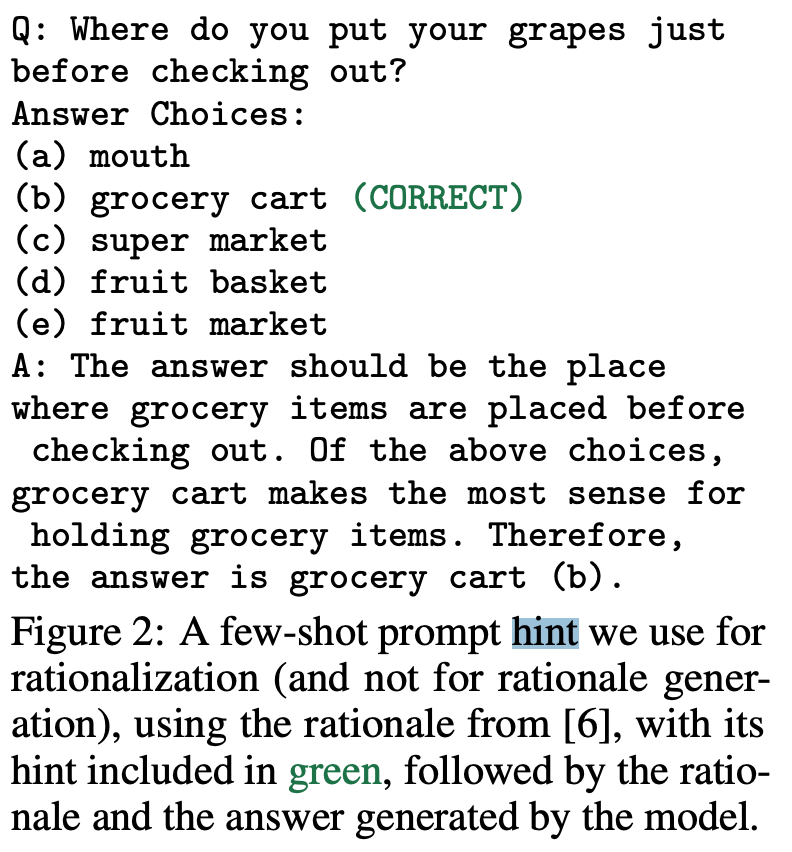 Q: Where do you put your grapes just
before checking out?
Answer Choices:
(a) mouth
(b) grocery cart (CORRECT)
(c) super market
(d) fruit basket
(e) fruit market
A: The answer should be the place
where grocery items are placed before
checking out. Of the above choices,
grocery cart makes the most sense for
holding grocery items. Therefore,
the answer is grocery cart (b).
Figure 2: A few-shot prompt hint we use for
rationalization (and not for rationale gener-
ation), using the rationale from [6], with its
hint included in green, followed by the ratio-
nale and the answer generated by the model.